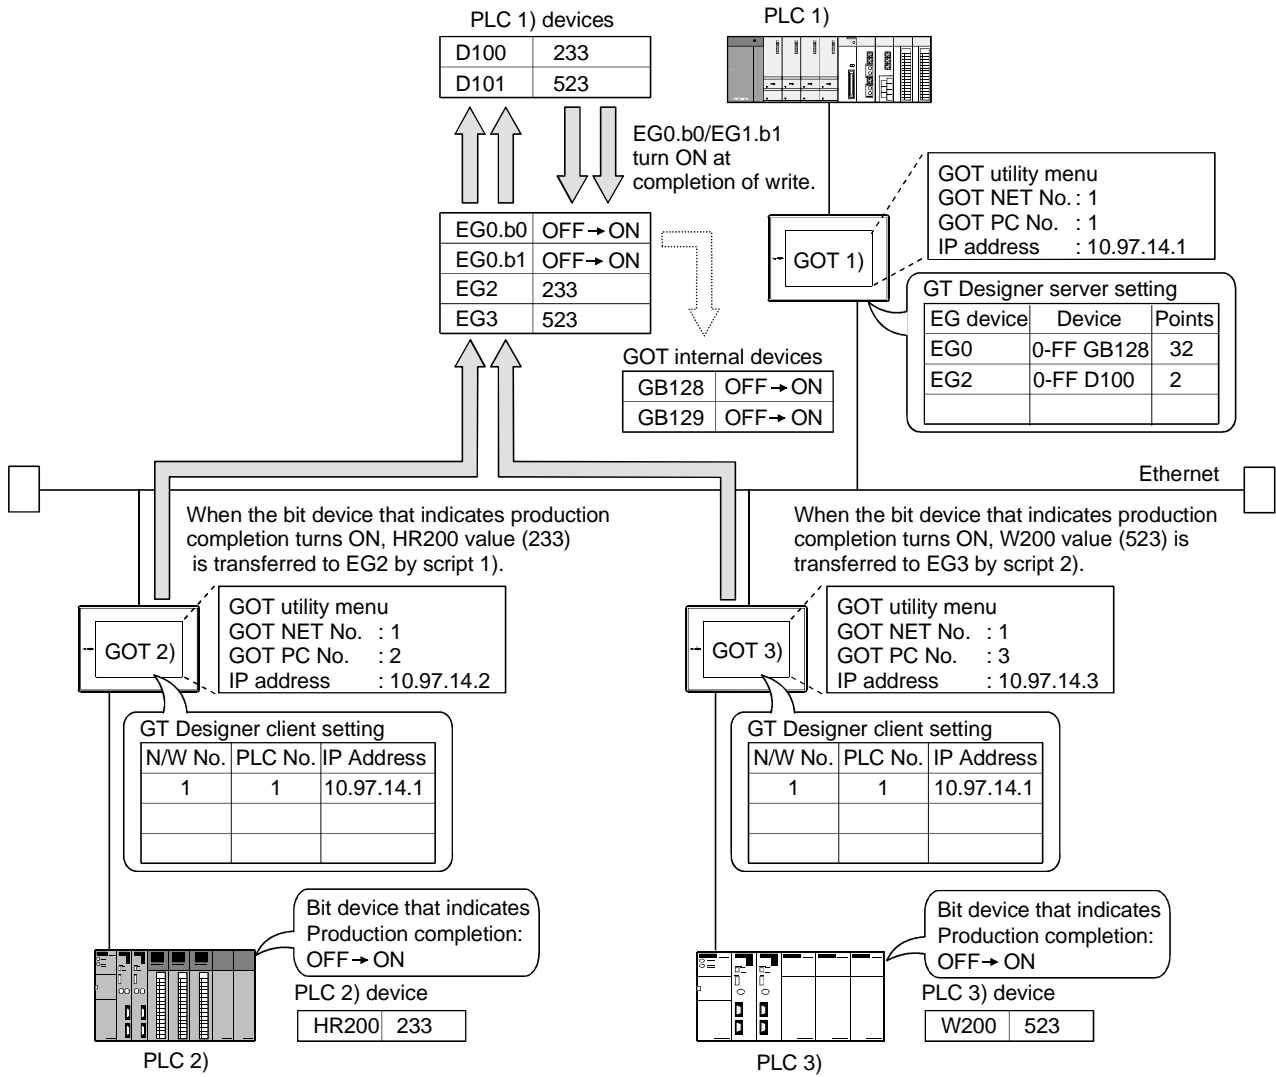 PLC 1) devices
D100 233
D101 523
PLC 1)
EG0.b0/EG1.b1
turn ON at
completion of write.
GOT utility menu
GOT NET No. : 1
GOT PC No. : 1
IP address : 10.97.14.1
EG0.b0 OFF→ON
EG0.b1 OFF→ON
EG2 233
EG3 523
GOT 1)
GT Designer server setting
EG device Device Points
EG0 0-FF GB128 32
EG2 0-FF D100 2
GOT internal devices
GB128 OFF→ON
GB129 OFF→ON
Ethernet
When the bit device that indicates production
completion turns ON, HR200 value (233)
is transferred to EG2 by script 1).
When the bit device that indicates production
completion turns ON, W200 value (523) is
transferred to EG3 by script 2).
GOT 2)
GOT utility menu
GOT NET No. : 1
GOT PC No. : 2
IP address : 10.97.14.2
GOT 3)
GOT utility menu
GOT NET No. : 1
GOT PC No. : 3
IP address : 10.97.14.3
GT Designer client setting
N/W No. PLC No. IP Address
1 1 10.97.14.1
GT Designer client setting
N/W No. PLC No. IP Address
1 1 10.97.14.1
Bit device that indicates
Production completion:
OFF→ON
PLC 2) device
HR200 233
PLC 2)
Bit device that indicates
Production completion:
OFF→ON
PLC 3) device
W200 523
PLC 3)